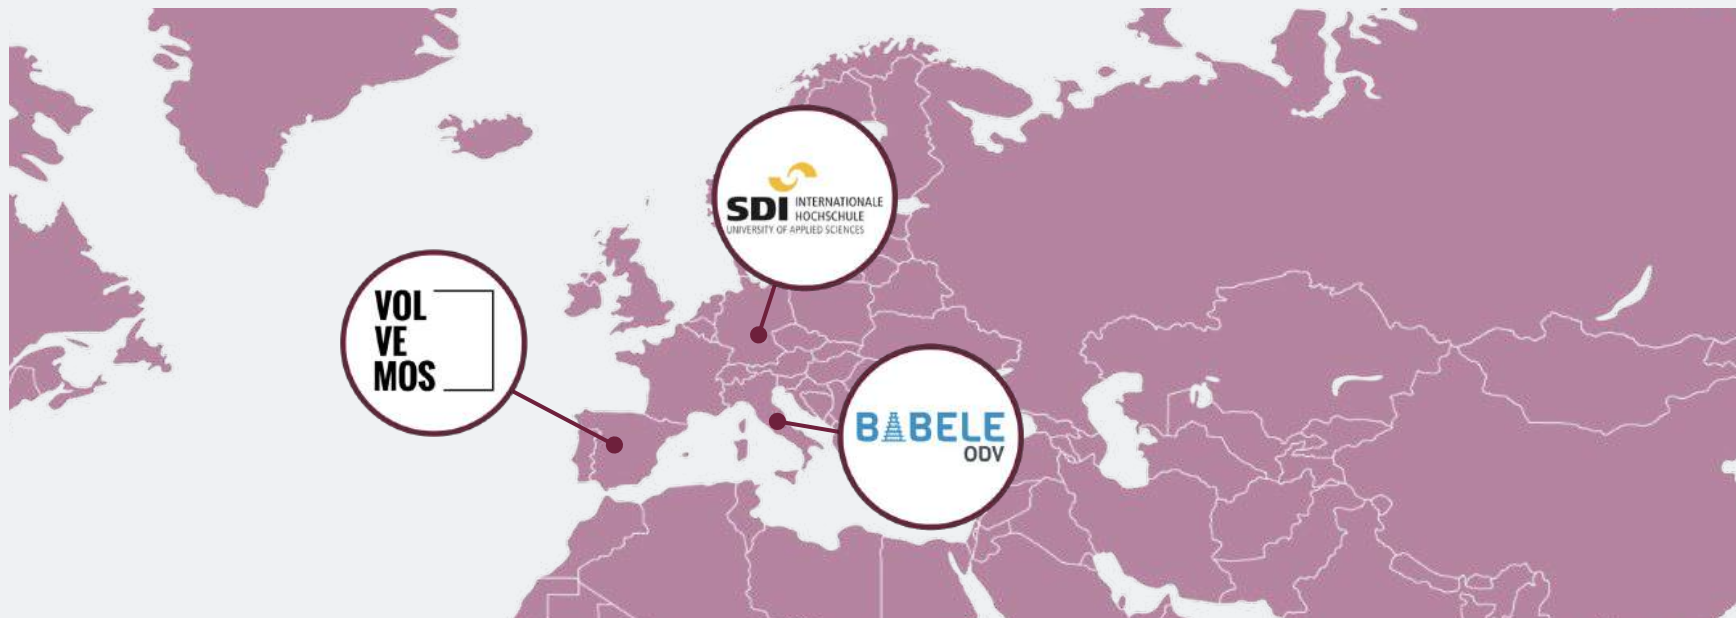 SDI INTERNATIONALE
HOCHSCHULE
UNIVERSITY OF APPLIED SCIENCES
VOL
VE
MOS
BABELE
ODV